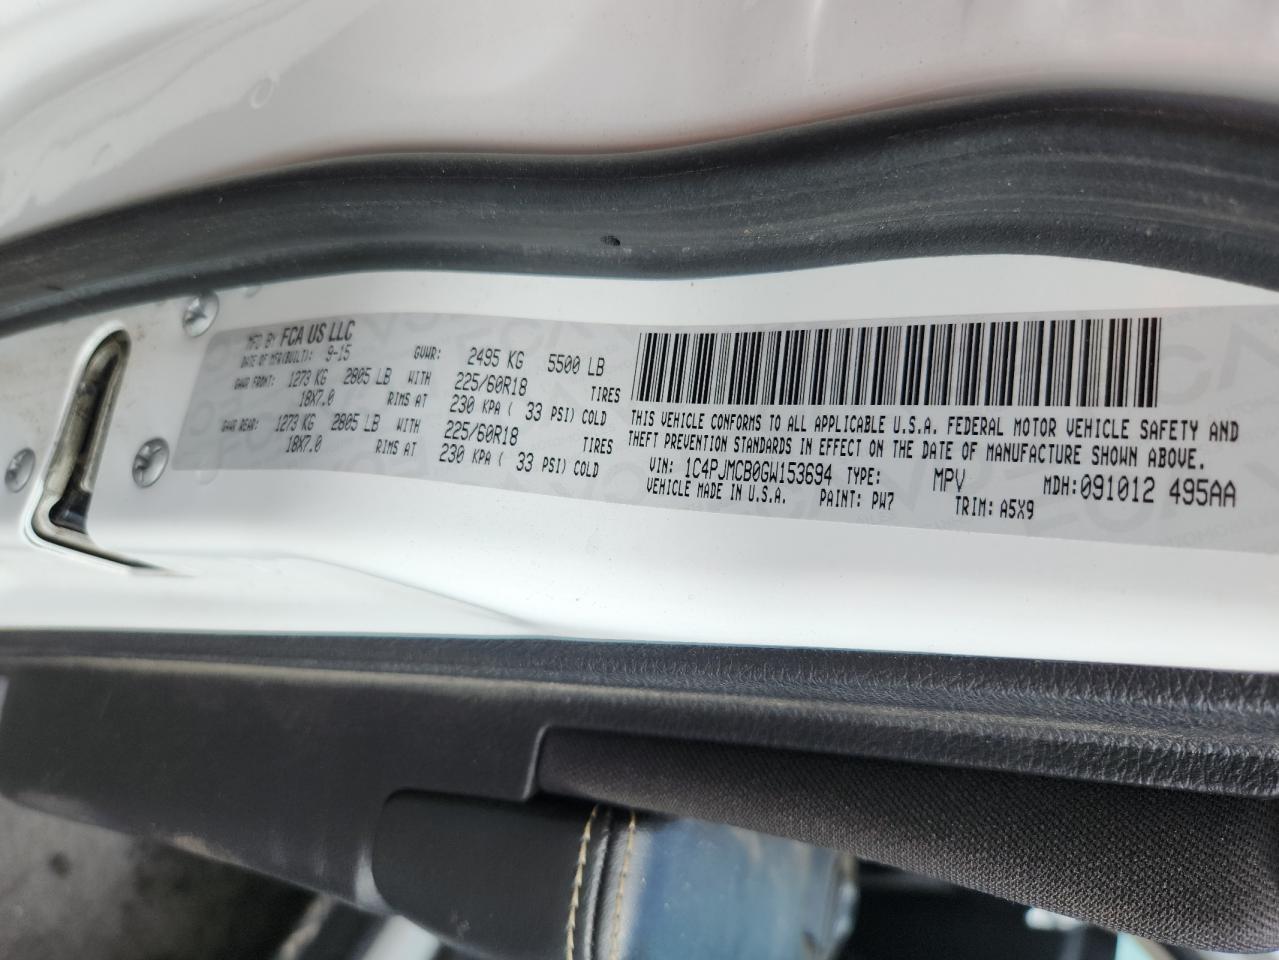 MFD BY FCA US LLC
DATE OF MFR(BUILT): 9-15 GVWR: 2495 KG 5500 LB
GAWR FRONT: 1273 KG 2805 LB WITH 225/60R18 TIRES
18X7.0 RIMS AT 230 KPA ( 33 PSI) COLD
GAWR REAR: 1273 KG 2805 LB WITH 225/60R18 TIRES
18X7.0 RIMS AT 230 KPA ( 33 PSI) COLD
THIS VEHICLE CONFORMS TO ALL APPLICABLE U.S.A. FEDERAL MOTOR VEHICLE SAFETY AND
THEFT PREVENTION STANDARDS IN EFFECT ON THE DATE OF MANUFACTURE SHOWN ABOVE.
VIN: 1C4PJMCB0GW153694 TYPE: MPV MDH:091012 495AA
VEHICLE MADE IN U.S.A. PAINT: PW7 TRIM: A5X9